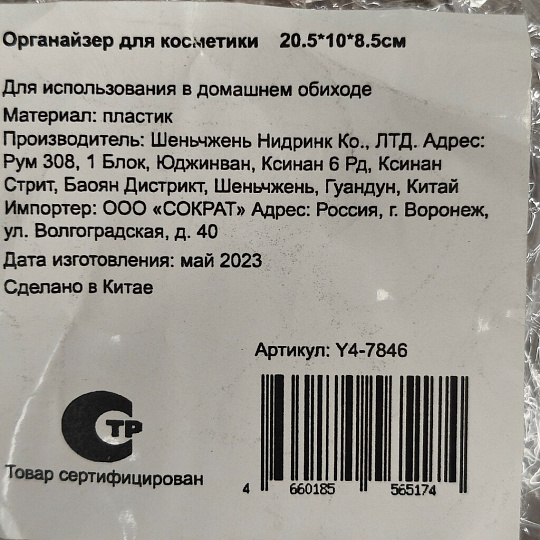 Органайзер для косметики 20.5*10*8.5см
Для использования в домашнем обиходе
Материал: пластик
Производитель: Шеньчжень Нидринк Ко., ЛТД. Адрес:
Рум 308, 1 Блок, Юджинван, Ксинан 6 Рд, Ксинан
Стрит, Баоян Дистрикт, Шеньчжень, Гуандун, Китай
Импортер: ООО «СОКРАТ» Адрес: Россия, г. Воронеж,
ул. Волгоградская, д. 40
Дата изготовления: май 2023
Сделано в Китае
Артикул: Y4-7846
СТР
Товар сертифицирован
4 660185 565174